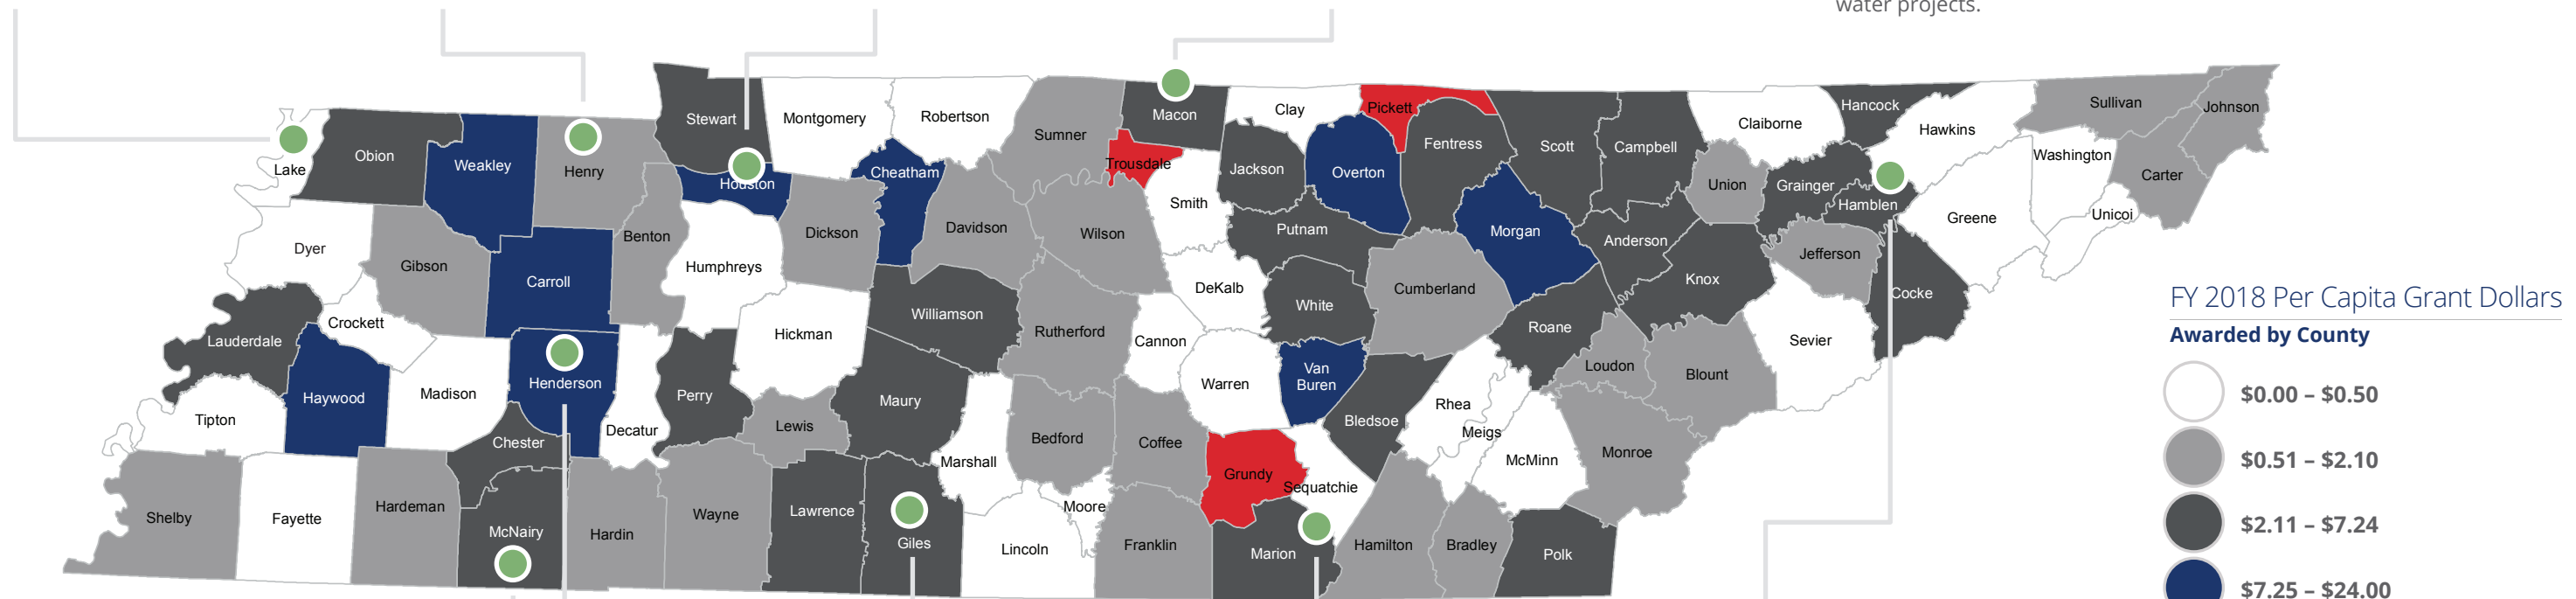 water projects.
Stewart
Montgomery
Robertson
Sumner
Macon
Clay
Pickett
Fentress
Scott
Campbell
Claiborne
Hancock
Hawkins
Sullivan
Johnson
Lake
Obion
Weakley
Henry
Houston
Cheatham
Trousdale
Smith
Jackson
Overton
Union
Grainger
Hamblen
Washington
Carter
Unicoi
Greene
Dyer
Gibson
Carroll
Benton
Humphreys
Dickson
Davidson
Wilson
Putnam
Morgan
Anderson
Knox
Jefferson
Cocke
DeKalb
White
Cumberland
Roane
Sevier
Lauderdale
Crockett
Hickman
Williamson
Rutherford
Cannon
Loudon
Blount
Haywood
Madison
Henderson
Perry
Maury
Warren
Van
Buren
Tipton
Chester
Decatur
Lewis
Bedford
Coffee
Bledsoe
Rhea
Meigs
McMinn
Monroe
Marshall
Grundy
Sequatchie
Shelby
Fayette
Hardeman
McNairy
Hardin
Wayne
Lawrence
Giles
Lincoln
Moore
Franklin
Marion
Hamilton
Bradley
Polk
FY 2018 Per Capita Grant Dollars
Awarded by County
$0.00 – $0.50
$0.51 – $2.10
$2.11 – $7.24
$7.25 – $24.00